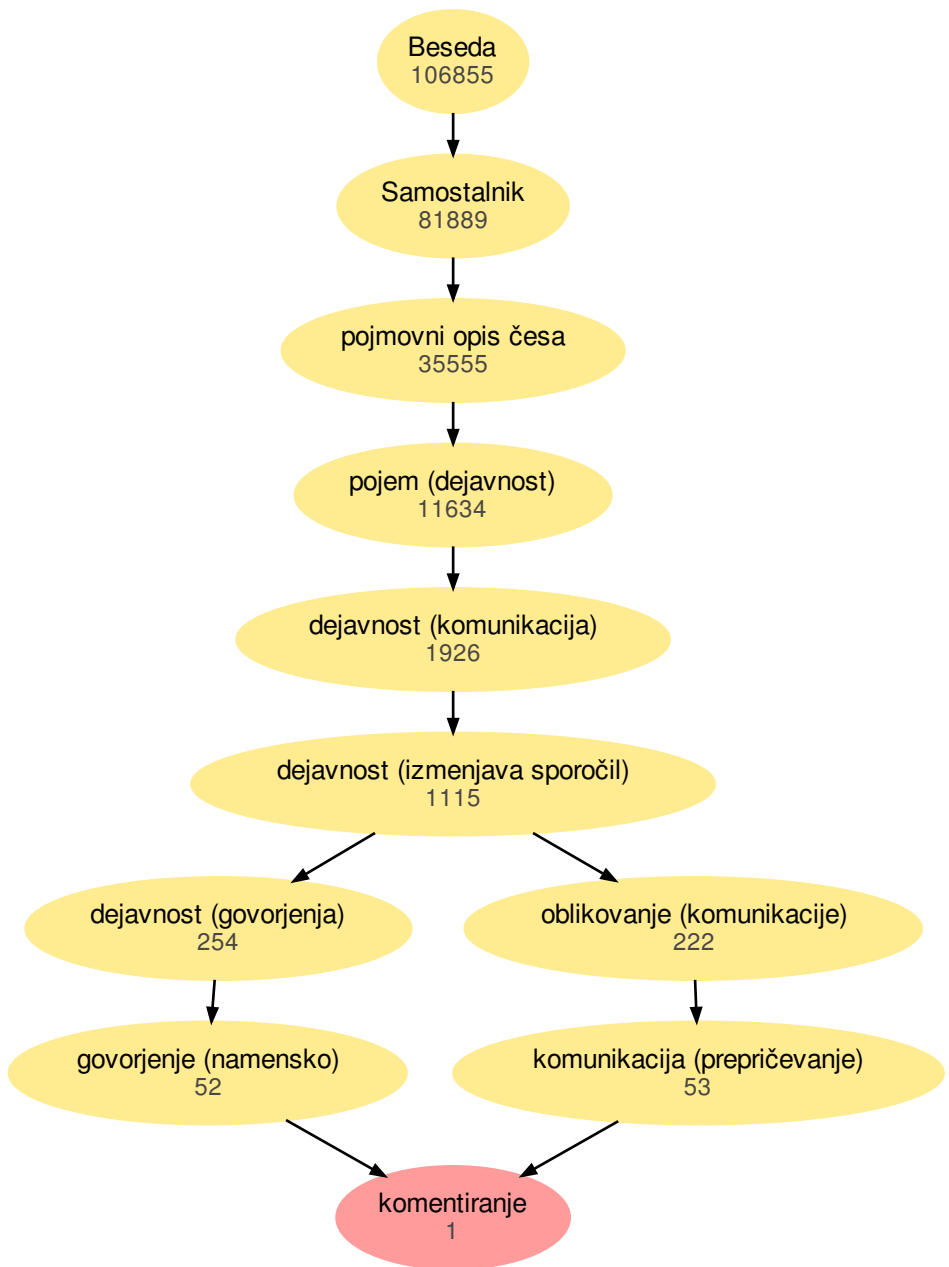 Beseda
106855
Samostalnik
81889
pojmovni opis česa
35555
pojem (dejavnost)
11634
dejavnost (komunikacija)
1926
dejavnost (izmenjava sporočil)
1115
dejavnost (govorjenja)
254
oblikovanje (komunikacije)
222
govorjenje (namensko)
52
komunikacija (prepričevanje)
53
komentiranje
1